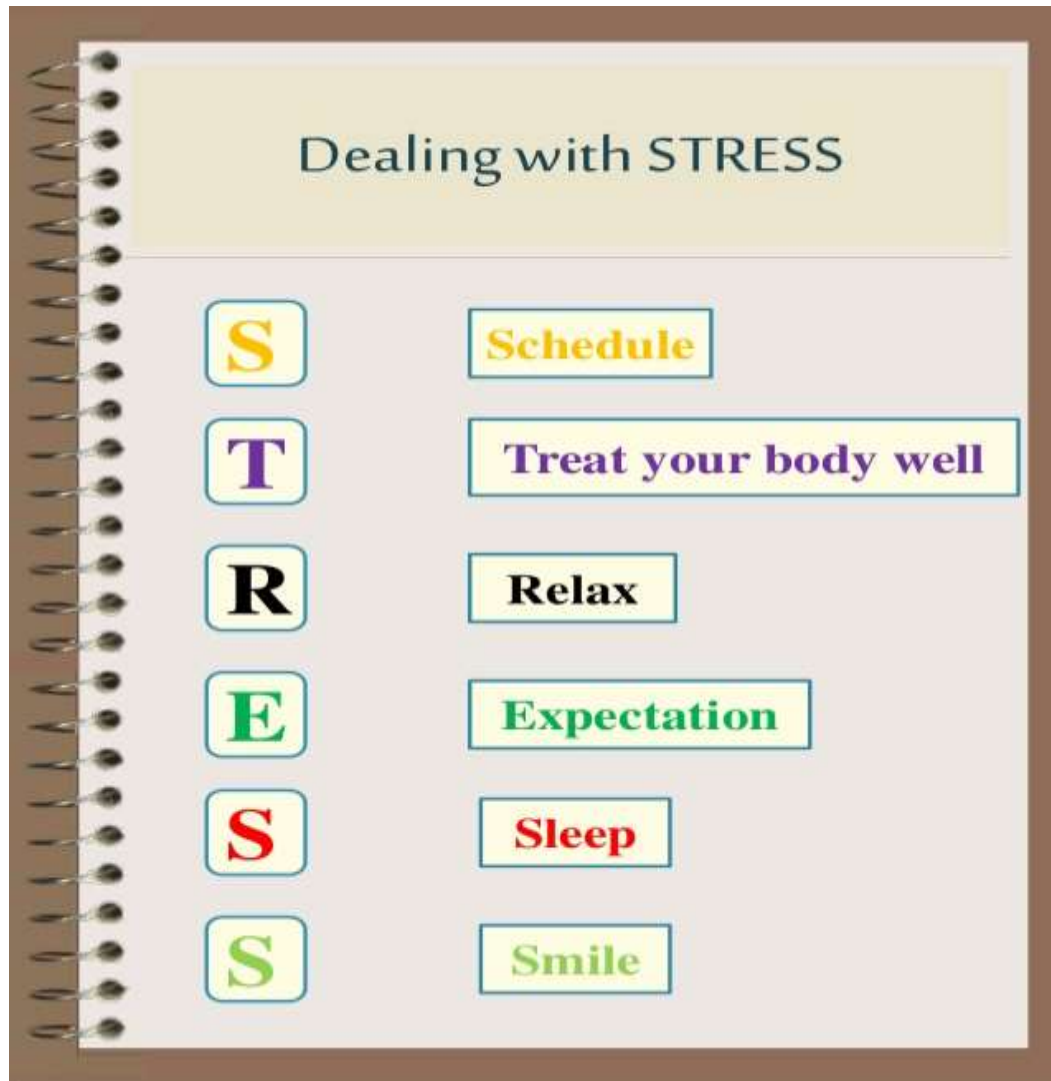 Dealing with STRESS
S Schedule
T Treat your body well
R Relax
E Expectation
S Sleep
S Smile